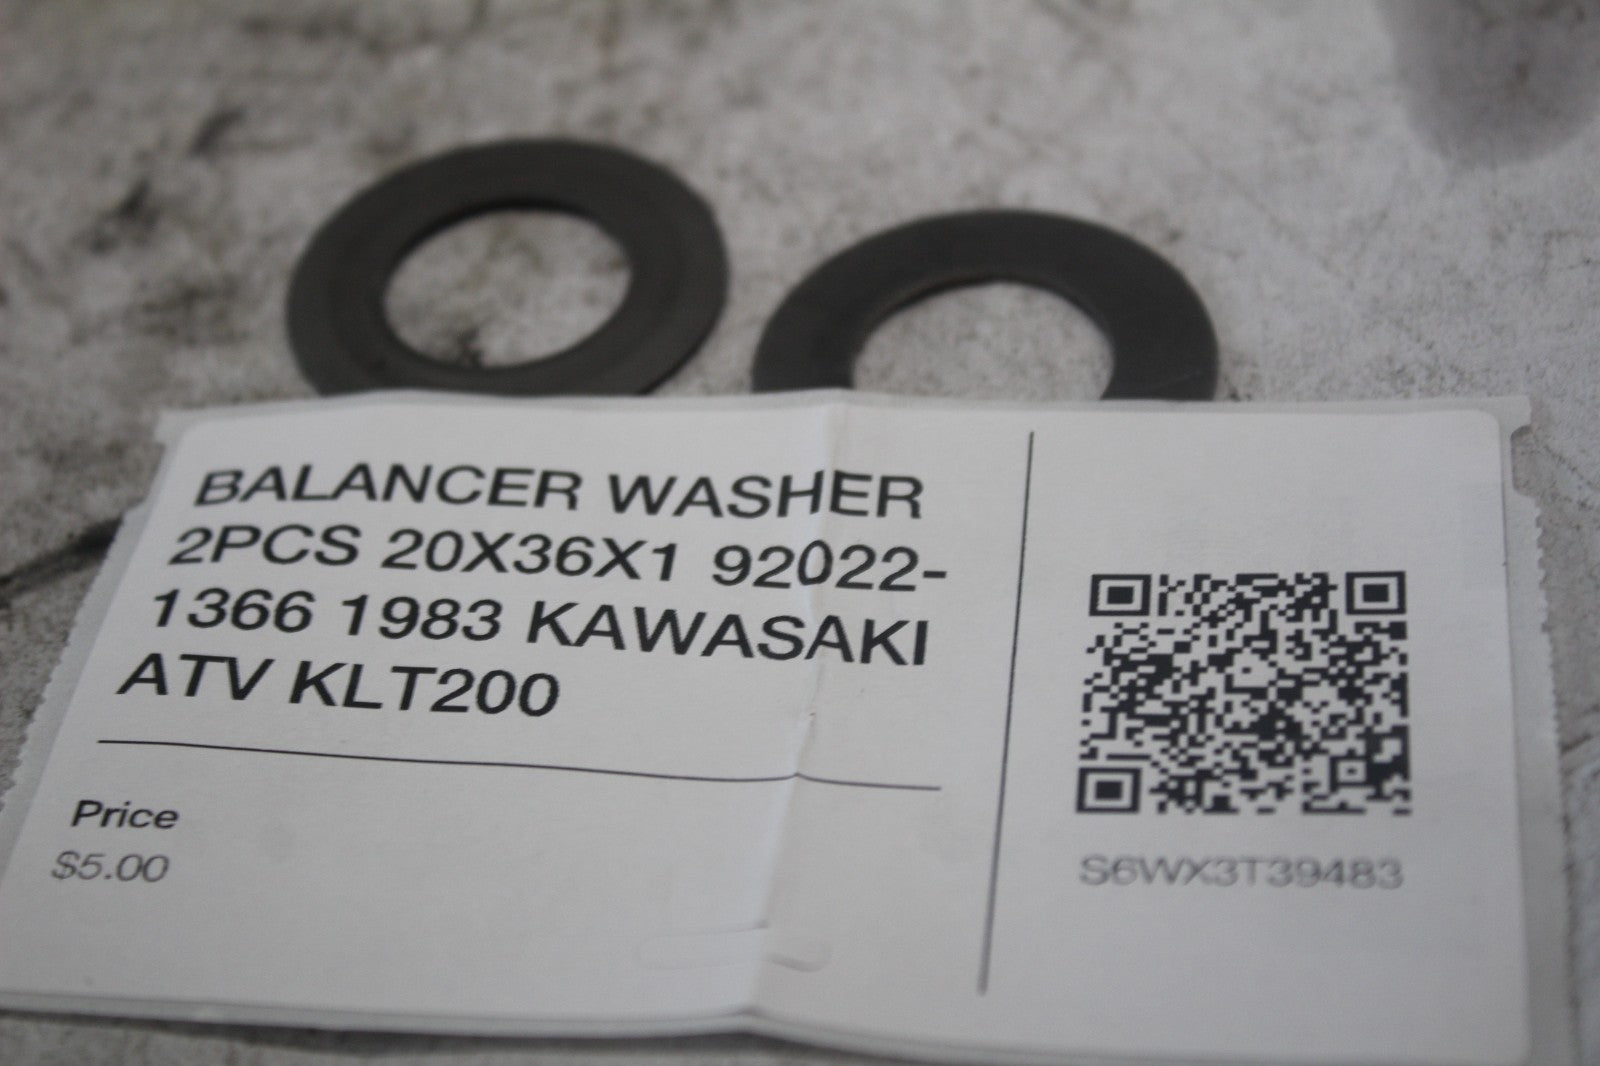 BALANCER WASHER
2PCS 20X36X1 92022-
1366 1983 KAWASAKI
ATV KLT200
Price
$5.00
S6WX3T39483